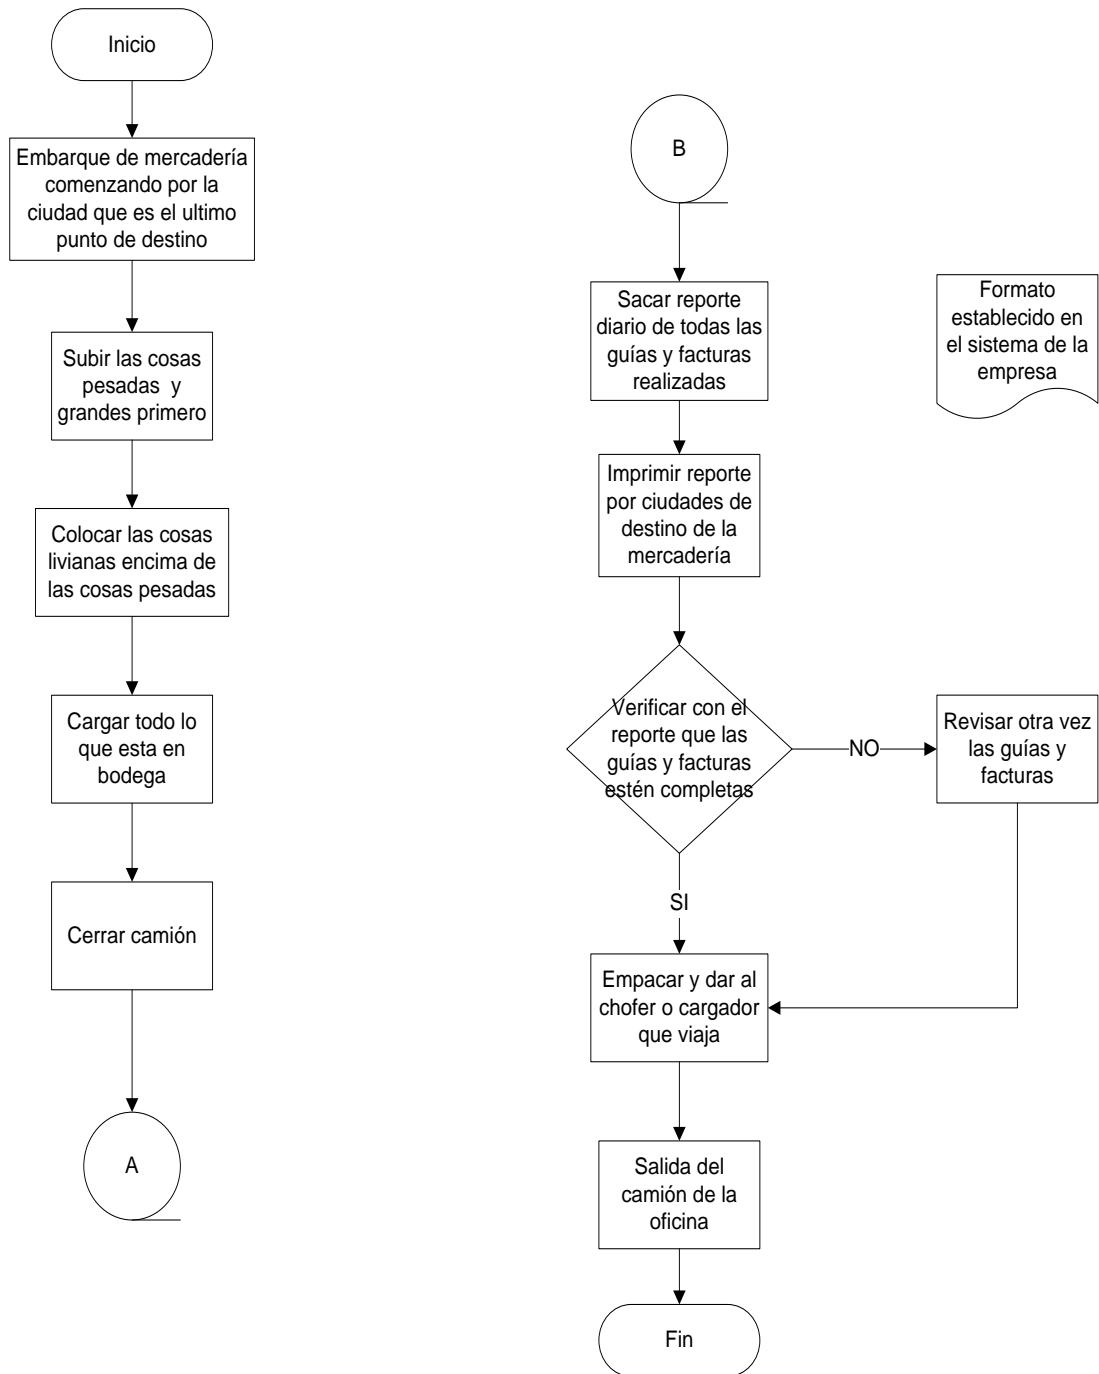 Inicio
Embarque de mercadería
comenzando por la
ciudad que es el ultimo
punto de destino
Subir las cosas
pesadas y
grandes primero
Colocar las cosas
livianas encima de
las cosas pesadas
Cargar todo lo
que esta en
bodega
Cerrar camión
A
B
Sacar reporte
diario de todas las
guías y facturas
realizadas
Formato
establecido en
el sistema de la
empresa
Imprimir reporte
por ciudades de
destino de la
mercadería
Verificar con el
reporte que las
guías y facturas
estén completas
NO
Revisar otra vez
las guías y
facturas
SI
Empacar y dar al
chofer o cargador
que viaja
Salida del
camión de la
oficina
Fin